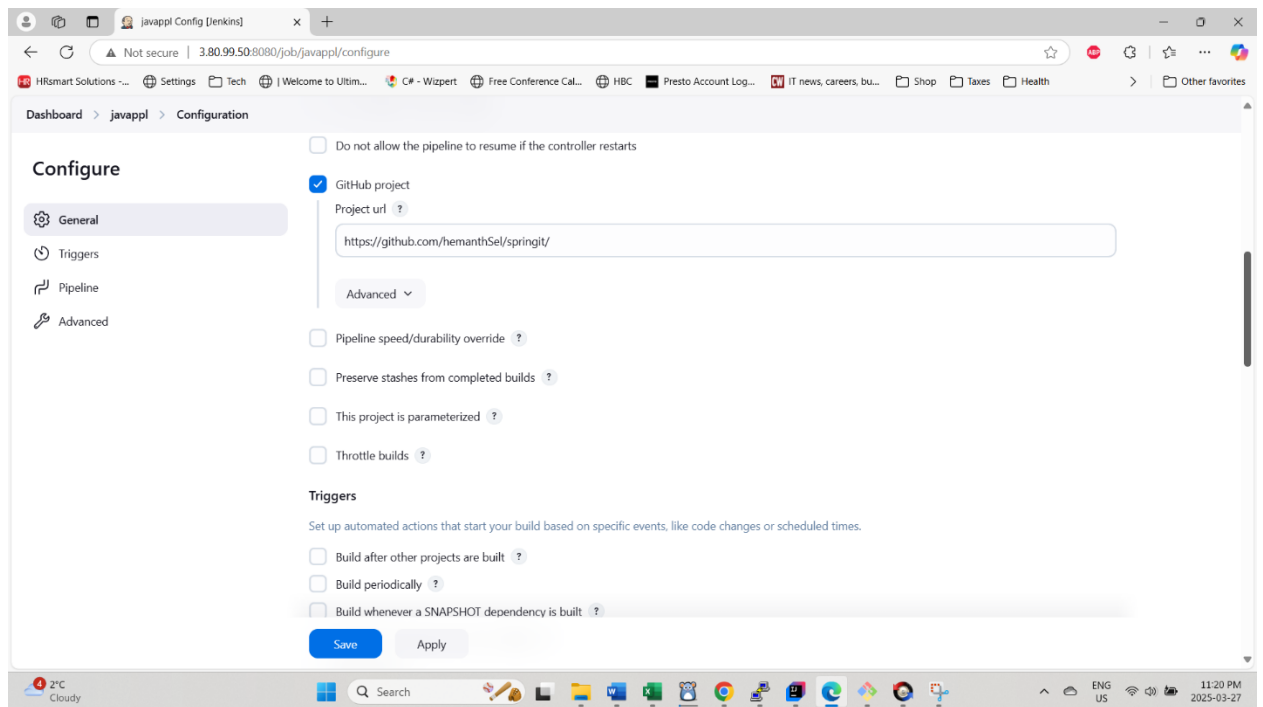 javappl Config [Jenkins]
Not secure | 3.80.99.50:8080/job/javappl/configure
ABP
HR HRsmart Solutions -... Settings Tech | Welcome to Ultim... C# - Wizpert Free Conference Cal... HBC Presto Account Log... IT news, careers, bu... Shop Taxes Health Other favorites
Dashboard > javappl > Configuration
Configure
General
Triggers
Pipeline
Advanced
Do not allow the pipeline to resume if the controller restarts
GitHub project
Project url ?
https://github.com/hemanthSel/springit/
Advanced
Pipeline speed/durability override ?
Preserve stashes from completed builds ?
This project is parameterized ?
Throttle builds ?
Triggers
Set up automated actions that start your build based on specific events, like code changes or scheduled times.
Build after other projects are built ?
Build periodically ?
Build whenever a SNAPSHOT dependency is built ?
Save Apply
4 2°C
Cloudy
Search
ENG
US
11:20 PM
2025-03-27